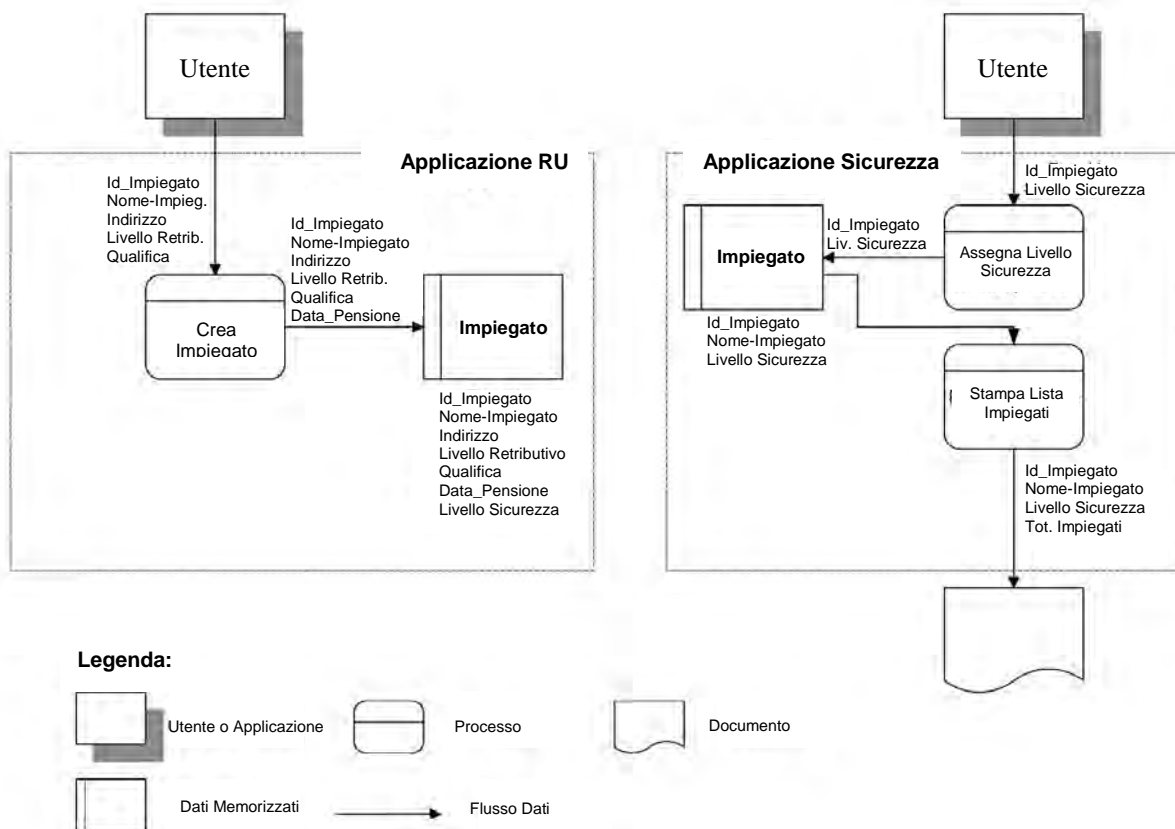 Utente
Utente
Applicazione RU
Id_Impiegato
Nome-Impieg.
Indirizzo
Livello Retrib.
Qualifica
Id_Impiegato
Nome-Impiegato
Indirizzo
Livello Retrib.
Qualifica
Data_Pensione
Crea
Impiegato
Impiegato
Id_Impiegato
Nome-Impiegato
Indirizzo
Livello Retributivo
Qualifica
Data_Pensione
Livello Sicurezza
Applicazione Sicurezza
Id_Impiegato
Livello Sicurezza
Id_Impiegato
Liv. Sicurezza
Impiegato
Assegna Livello
Sicurezza
Id_Impiegato
Nome-Impiegato
Livello Sicurezza
Stampa Lista
Impiegati
Id_Impiegato
Nome-Impiegato
Livello Sicurezza
Tot. Impiegati
Legenda:
Utente o Applicazione
Processo
Documento
Dati Memorizzati
Flusso Dati